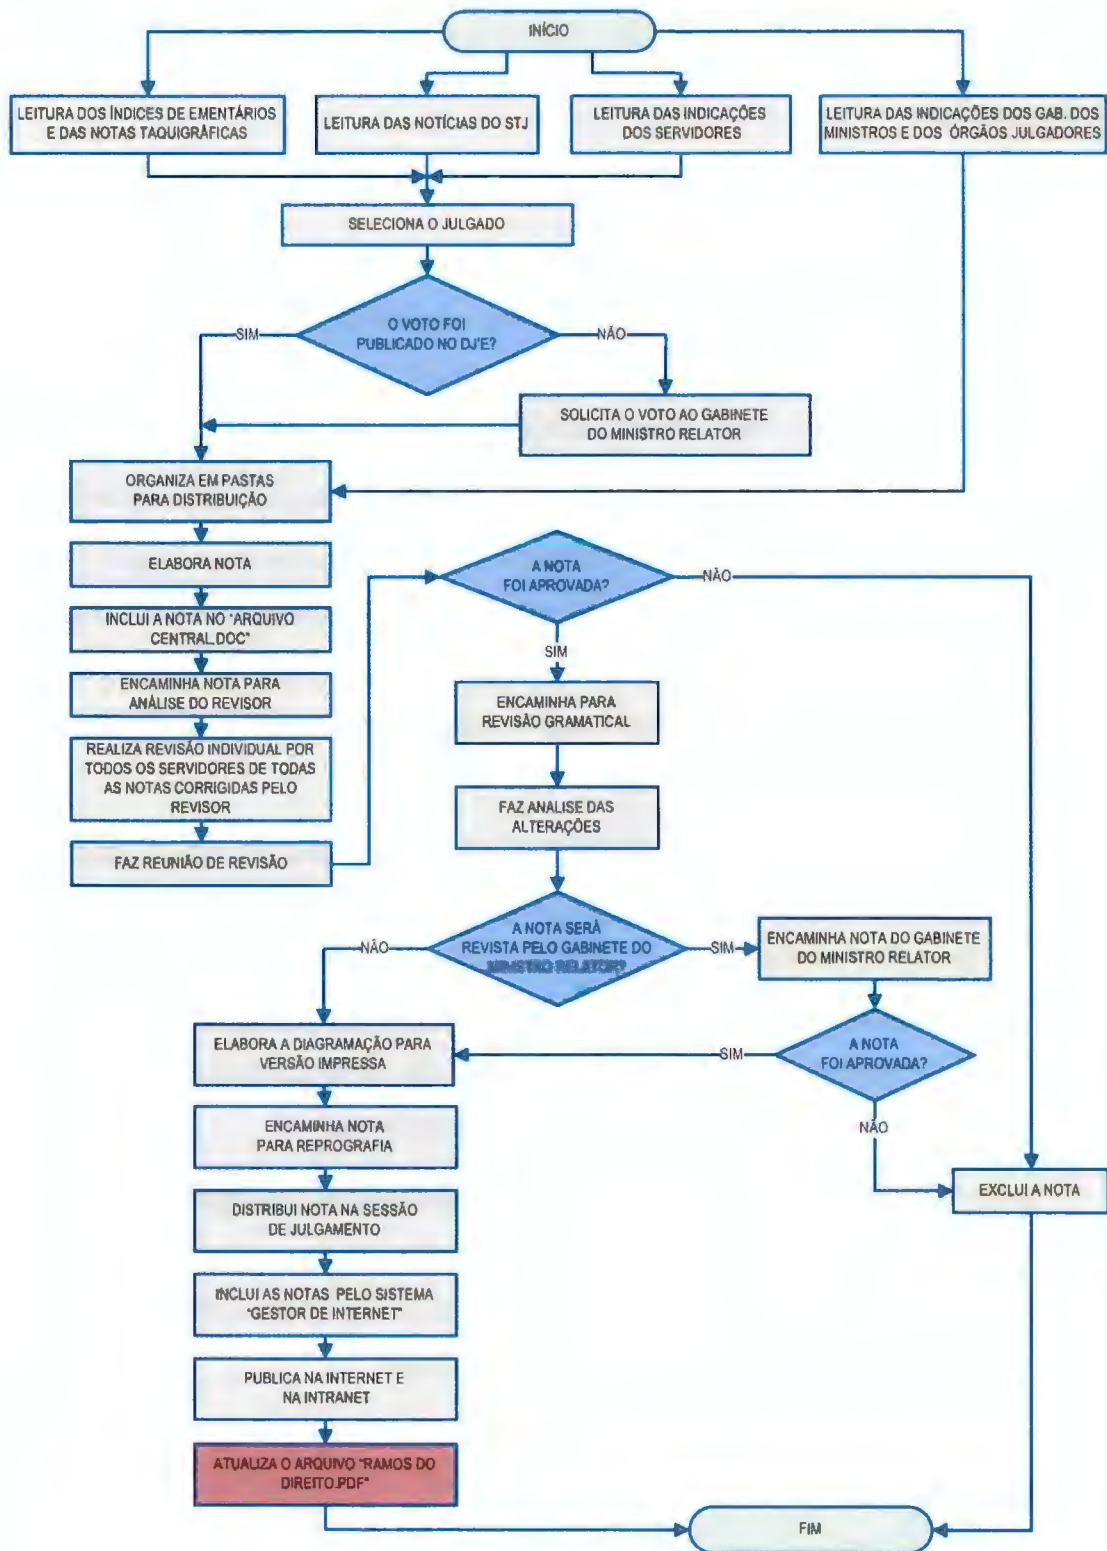 INÍCIO
LEITURA DOS ÍNDICES DE EMENTÁRIOS
E DAS NOTAS TAQUIGRÁFICAS
LEITURA DAS NOTÍCIAS DO STJ
LEITURA DAS INDICAÇÕES
DOS SERVIDORES
LEITURA DAS INDICAÇÕES DOS GAB. DOS
MINISTROS E DOS ÓRGÃOS JULGADORES
SELECIONA O JULGADO
O VOTO FOI
PUBLICADO NO DJ'E?
SIM
NÃO
SOLICITA O VOTO AO GABINETE
DO MINISTRO RELATOR
ORGANIZA EM PASTAS
PARA DISTRIBUIÇÃO
ELABORA NOTA
INCLUI A NOTA NO "ARQUIVO
CENTRAL.DOC"
ENCAMINHA NOTA PARA
ANÁLISE DO REVISOR
REALIZA REVISÃO INDIVIDUAL POR
TODOS OS SERVIDORES DE TODAS
AS NOTAS CORRIGIDAS PELO
REVISOR
FAZ REUNIÃO DE REVISÃO
A NOTA
FOI APROVADA?
NÃO
SIM
ENCAMINHA PARA
REVISÃO GRAMATICAL
FAZ ANALISE DAS
ALTERAÇÕES
A NOTA SERÁ
REVISTA PELO GABINETE DO
MINISTRO RELATOR?
NÃO
SIM
ENCAMINHA NOTA DO GABINETE
DO MINISTRO RELATOR
A NOTA
FOI APROVADA?
SIM
NÃO
ELABORA A DIAGRAMAÇÃO PARA
VERSÃO IMPRESSA
ENCAMINHA NOTA
PARA REPROGRAFIA
EXCLUI A NOTA
DISTRIBUI NOTA NA SESSÃO
DE JULGAMENTO
INCLUI AS NOTAS PELO SISTEMA
"GESTOR DE INTERNET"
PUBLICA NA INTERNET E
NA INTRANET
ATUALIZA O ARQUIVO "RAMOS DO
DIREITO.PDF"
FIM